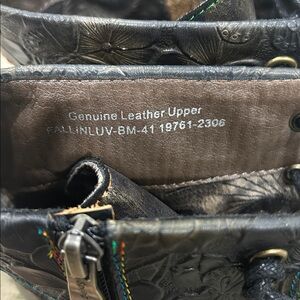 Genuine Leather Upper
FALLINLUV-BM-41 19761-2306